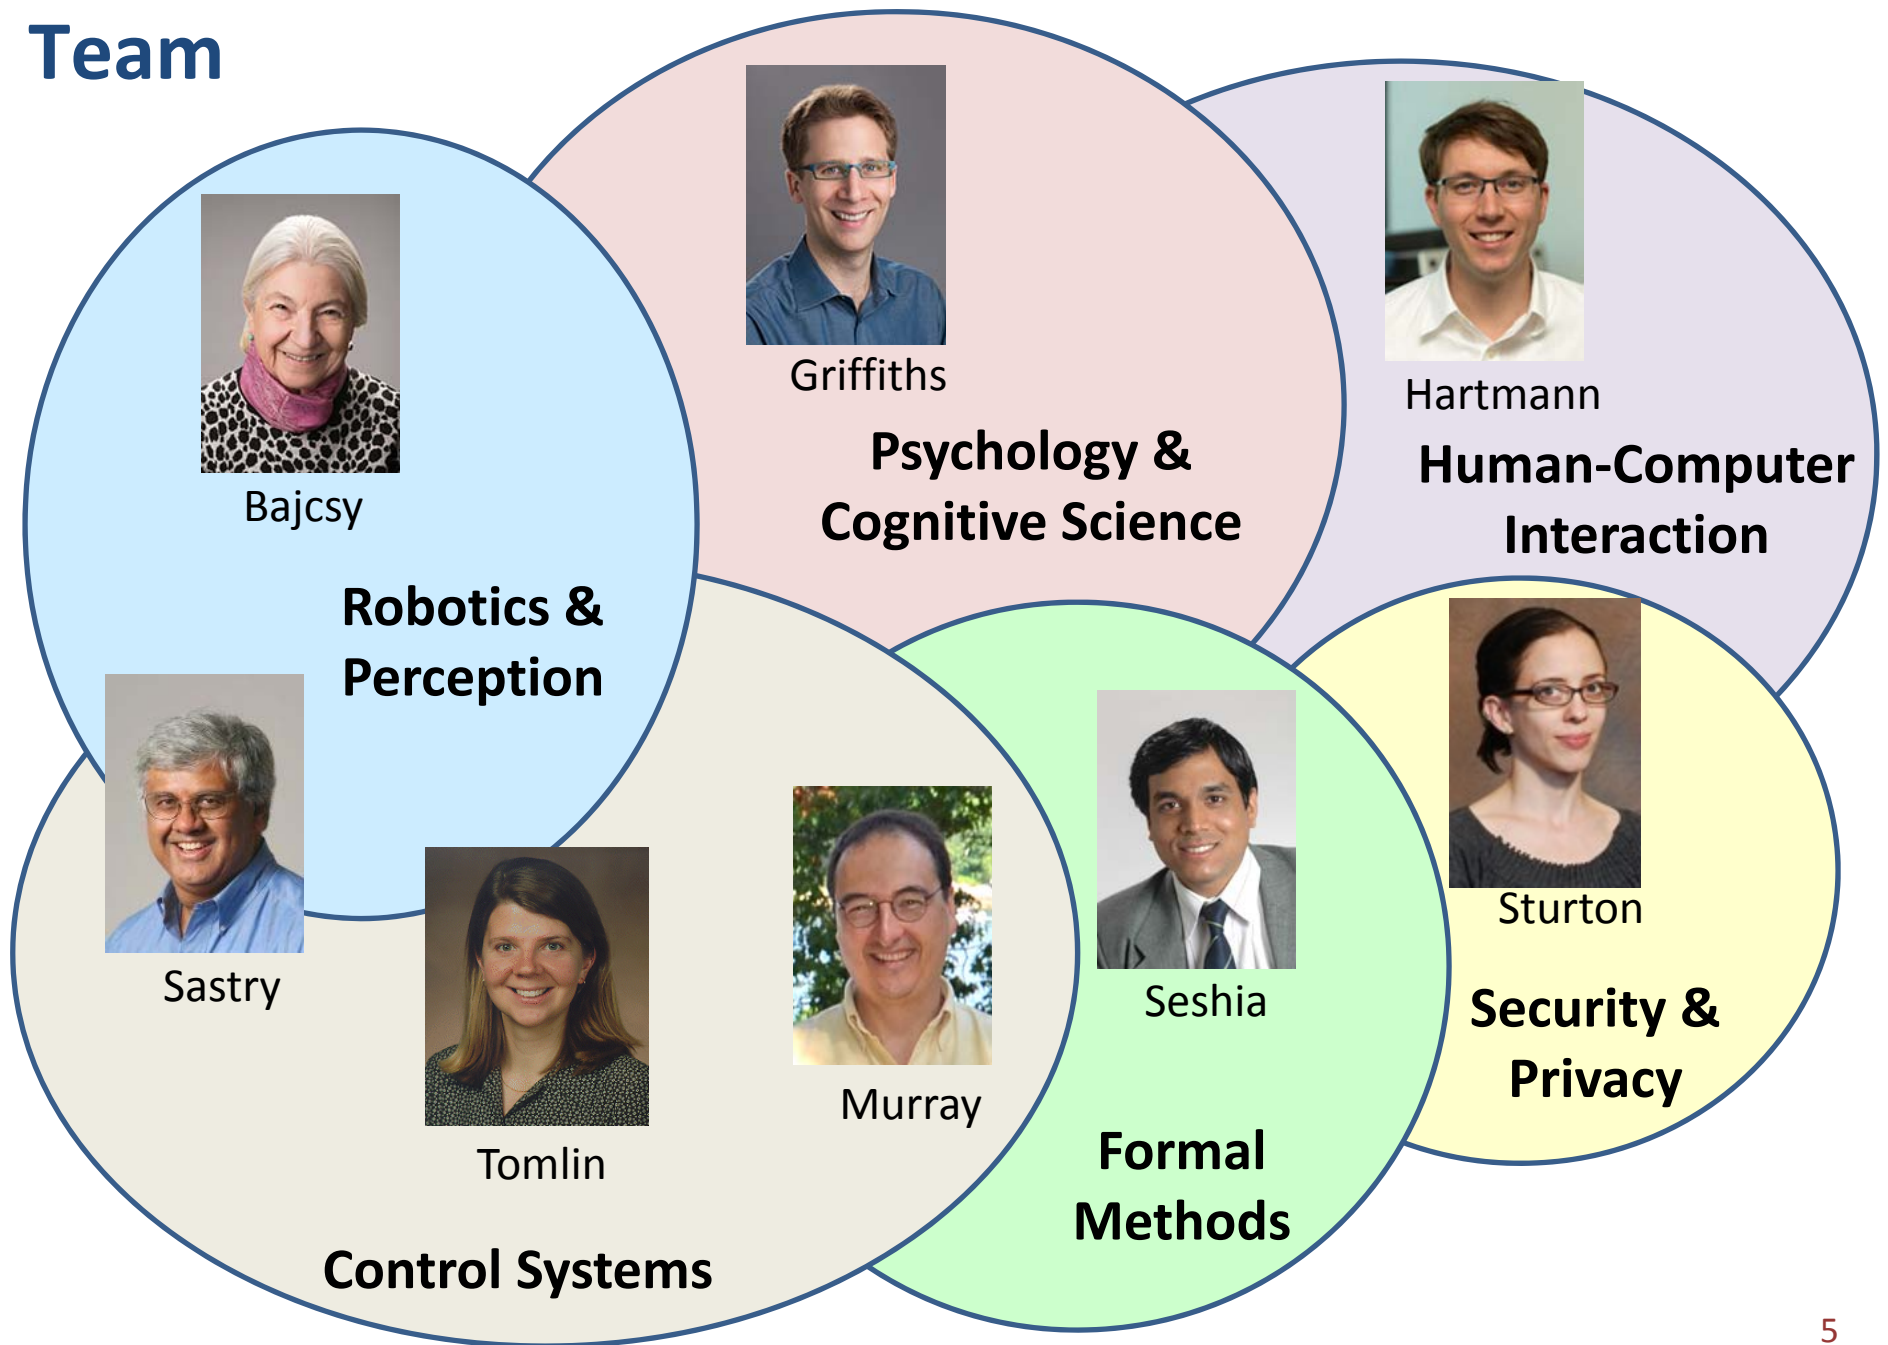 Team
Griffiths
Hartmann
Psychology &
Cognitive Science
Human-Computer
Interaction
Bajcsy
Robotics &
Perception
Sturton
Sastry
Seshia
Security &
Privacy
Murray
Tomlin
Formal
Methods
Control Systems
5